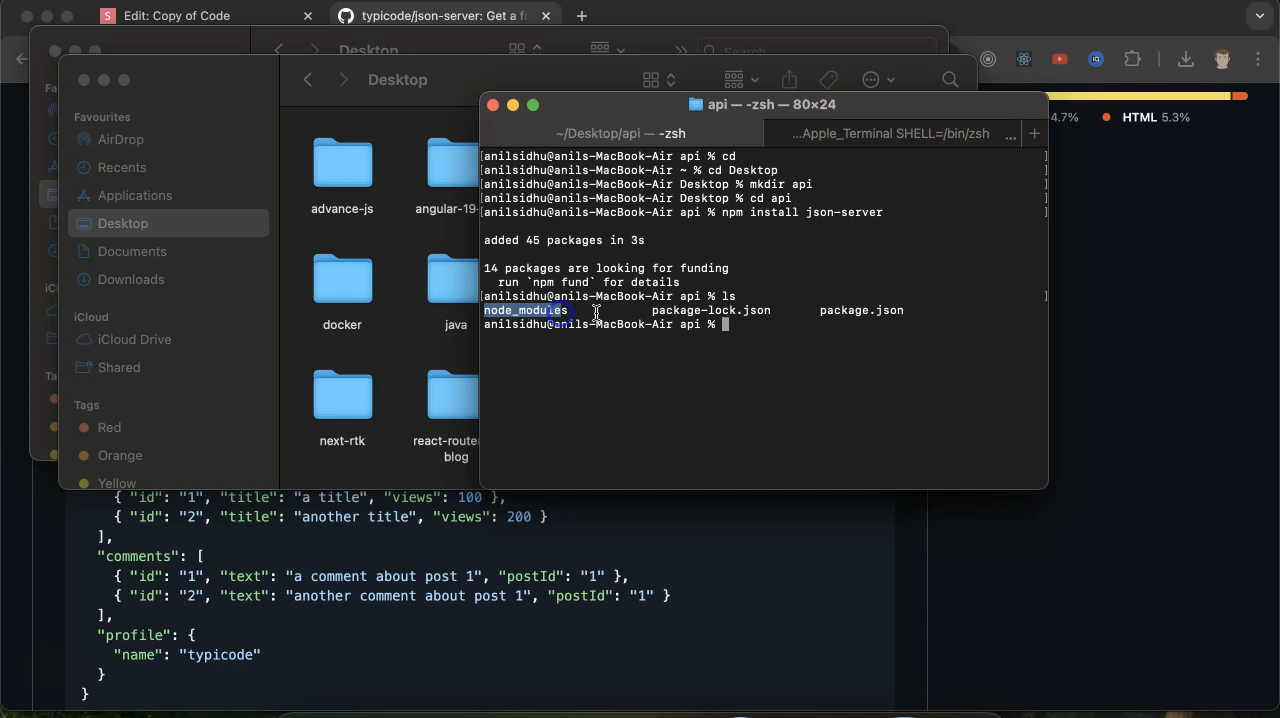 Edit: Copy of Code
typicode/json-server: Get a f
Desktop
Search
4.7%
HTML 5.3%
Fa
iCl
Ta
Desktop
Favourites
AirDrop
Recents
Applications
Desktop
Documents
Downloads
iCloud
iCloud Drive
Shared
Tags
Red
Orange
Yellow
advance-js
angular-19-
docker
java
next-rtk
react-route
blog
api — -zsh — 80×24
~/Desktop/api — -zsh
...Apple_Terminal SHELL=/bin/zsh ...
[anilsidhu@anils-MacBook-Air api % cd ]
[anilsidhu@anils-MacBook-Air ~ % cd Desktop ]
[anilsidhu@anils-MacBook-Air Desktop % mkdir api ]
[anilsidhu@anils-MacBook-Air Desktop % cd api ]
[anilsidhu@anils-MacBook-Air api % npm install json-server ]
added 45 packages in 3s
14 packages are looking for funding
run `npm fund` for details
[anilsidhu@anils-MacBook-Air api % ls ]
node_modules package-lock.json package.json
anilsidhu@anils-MacBook-Air api %
{ "id": "1", "title": "a title", "views": 100 },
{ "id": "2", "title": "another title", "views": 200 }
],
"comments": [
{ "id": "1", "text": "a comment about post 1", "postId": "1" },
{ "id": "2", "text": "another comment about post 1", "postId": "1" }
],
"profile": {
"name": "typicode"
}
}